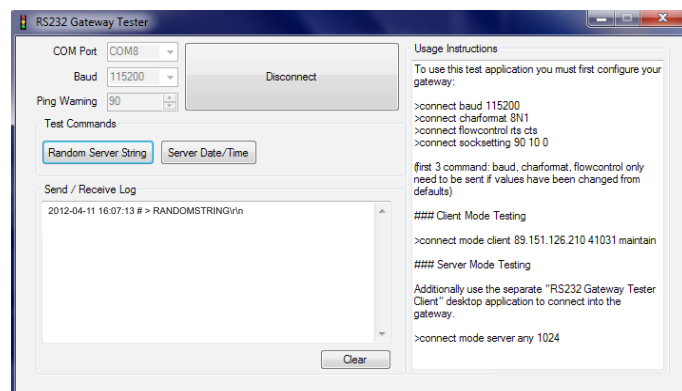 RS232 Gateway Tester
COM Port COM8
Baud 115200
Ping Warning 90
Disconnect
Test Commands
Random Server String
Server Date/Time
Send / Receive Log
2012-04-11 16:07:13 # > RANDOMSTRING\r\n
Clear
Usage Instructions
To use this test application you must first configure your
gateway:
>connect baud 115200
>connect charformat 8N1
>connect flowcontrol rts cts
>connect socksetting 90 10 0
(first 3 command: baud, charformat, flowcontrol only
need to be sent if values have been changed from
defaults)
### Client Mode Testing
>connect mode client 89.151.126.210 41031 maintain
### Server Mode Testing
Additionally use the separate "RS232 Gateway Tester
Client" desktop application to connect into the
gateway.
>connect mode server any 1024